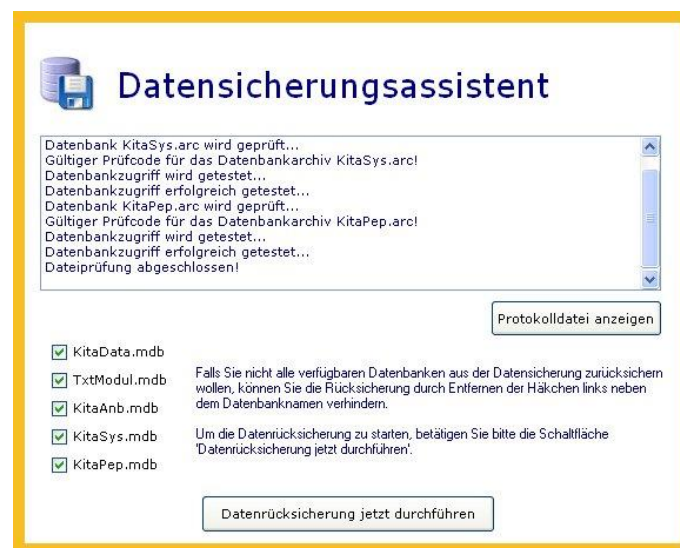 Datensicherungsassistent
Datenbank KitaSys.arc wird geprüft...
Gültiger Prüfcode für das Datenbankarchiv KitaSys.arc!
Datenbankzugriff wird getestet...
Datenbankzugriff erfolgreich getestet...
Datenbank KitaPep.arc wird geprüft...
Gültiger Prüfcode für das Datenbankarchiv KitaPep.arc!
Datenbankzugriff wird getestet...
Datenbankzugriff erfolgreich getestet...
Dateiprüfung abgeschlossen!
Protokolldatei anzeigen
KitaData.mdb
TxtModul.mdb
KitaAnb.mdb
KitaSys.mdb
KitaPep.mdb
Falls Sie nicht alle verfügbaren Datenbanken aus der Datensicherung zurücksichern
wollen, können Sie die Rücksicherung durch Entfernen der Häkchen links neben
dem Datenbanknamen verhindern.
Um die Datenrücksicherung zu starten, betätigen Sie bitte die Schaltfläche
'Datenrücksicherung jetzt durchführen'.
Datenrücksicherung jetzt durchführen